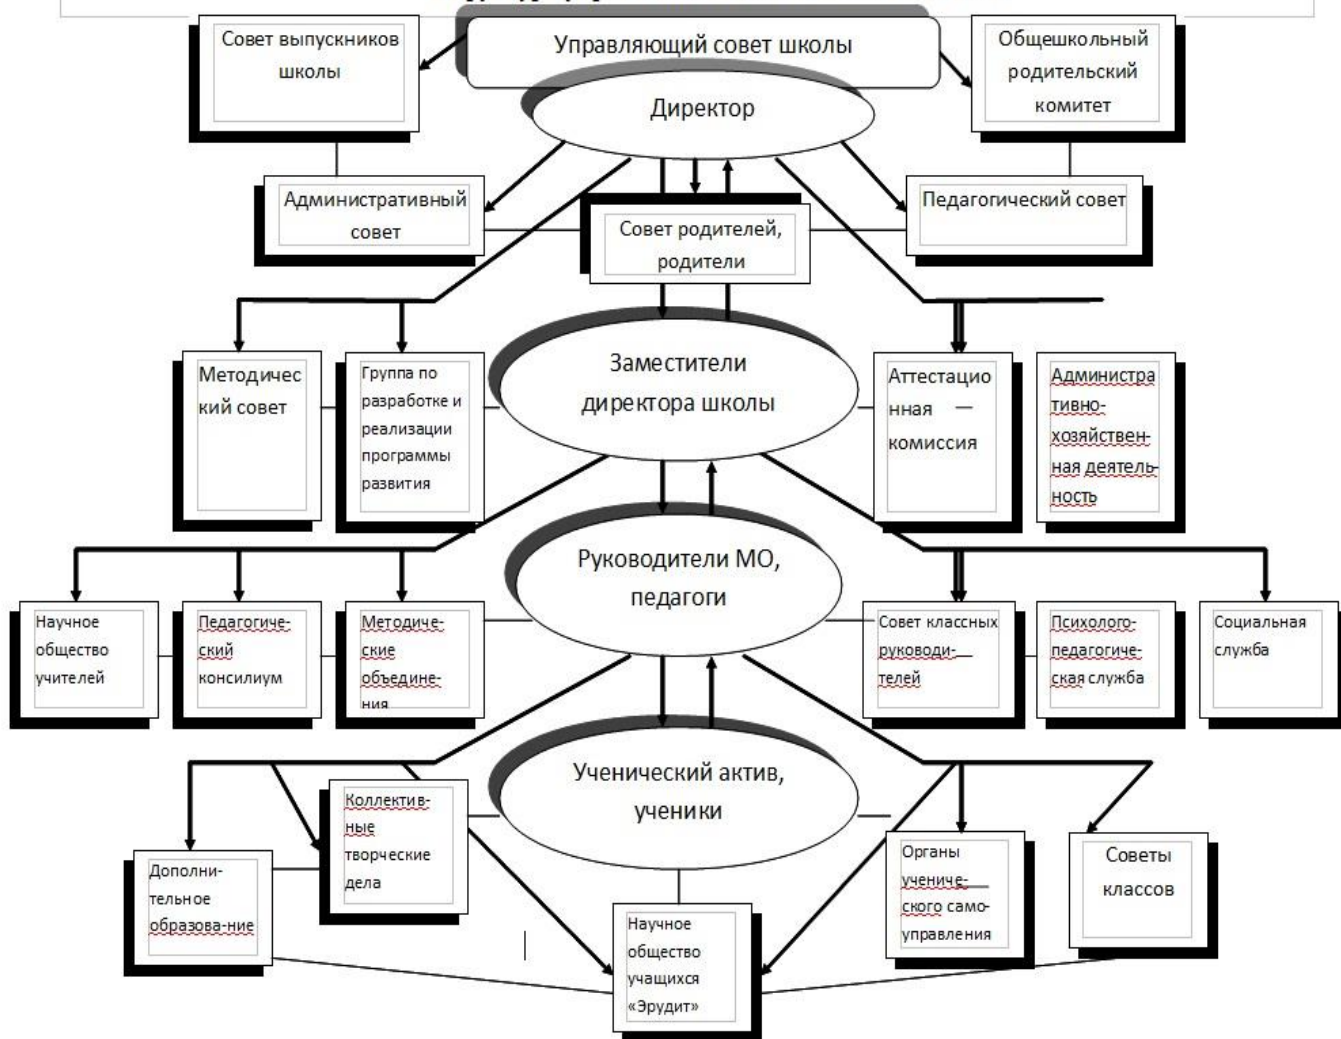 Совет выпускников
школы
Управляющий совет школы
Общешкольный
родительский
комитет
Директор
Административный
совет
Совет родителей,
родители
Педагогический совет
Методичес
кий совет
Группа по
разработке и
реализации
программы
развития
Заместители
директора школы
Аттестацио
нная
комиссия
Администра
тивно-
хозяйствен-
ная деятель-
ность
Научное
общество
учителей
Педагогиче-
ский
консилиум
Методиче-
ские
объедине-
ния
Руководители МО,
педагоги
Совет классных
руководи-
телей
Психолого-
педагогиче-
ская служба
Социальная
служба
Дополни-
тельное
образова-ние
Коллектив-
ные
творческие
дела
Ученический актив,
ученики
Научное
общество
учащихся
«Эрудит»
Органы
учениче-
ского само-
управления
Советы
классов